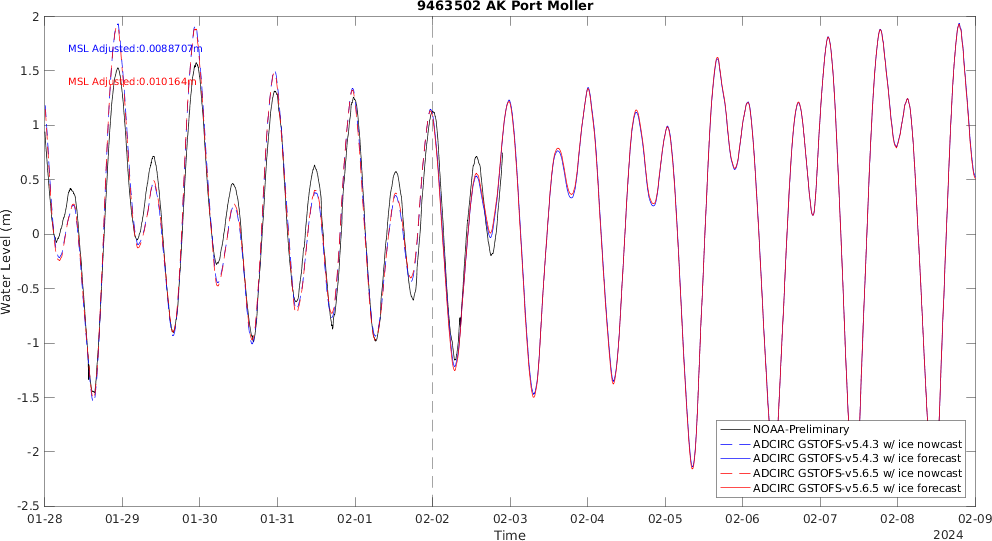 9463502 AK Port Moller
MSL Adjusted:0.0088707m
MSL Adjusted:0.010164m
Water Level (m)
2
1.5
1
0.5
0
-0.5
-1
-1.5
-2
-2.5
NOAA-Preliminary
ADCIRC GSTOFS-v5.4.3 w/ ice nowcast
ADCIRC GSTOFS-v5.4.3 w/ ice forecast
ADCIRC GSTOFS-v5.6.5 w/ ice nowcast
ADCIRC GSTOFS-v5.6.5 w/ ice forecast
01-28 01-29 01-30 01-31 02-01 02-02 02-03 02-04 02-05 02-06 02-07 02-08 02-09
Time
2024